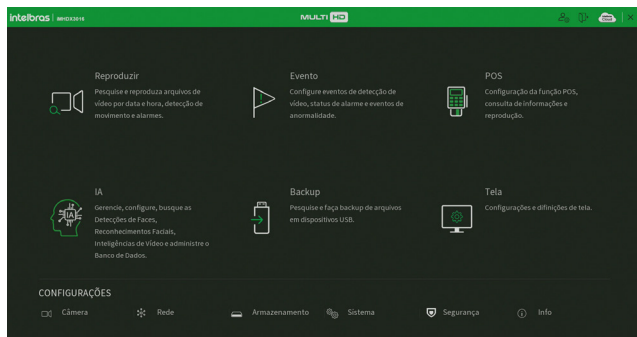 intelbras | MHDX3016
MULTI HD
Reproduzir
Pesquise e reproduza arquivos de
vídeo por data e hora, detecção de
movimento e alarmes.
Evento
Configure eventos de detecção de
vídeo, status de alarme e eventos de
anormalidade.
POS
Configuração da função POS,
consulta de informações e
reprodução.
IA
IA
Gerencie, configure, busque as
Detecções de Faces,
Reconhecimentos Faciais,
Inteligências de Vídeo e administre o
Banco de Dados.
Backup
Pesquise e faça backup de arquivos
em dispositivos USB.
Tela
Configurações e difinições de tela.
CONFIGURAÇÕES
Câmera
Rede
Armazenamento
Sistema
Segurança
Info